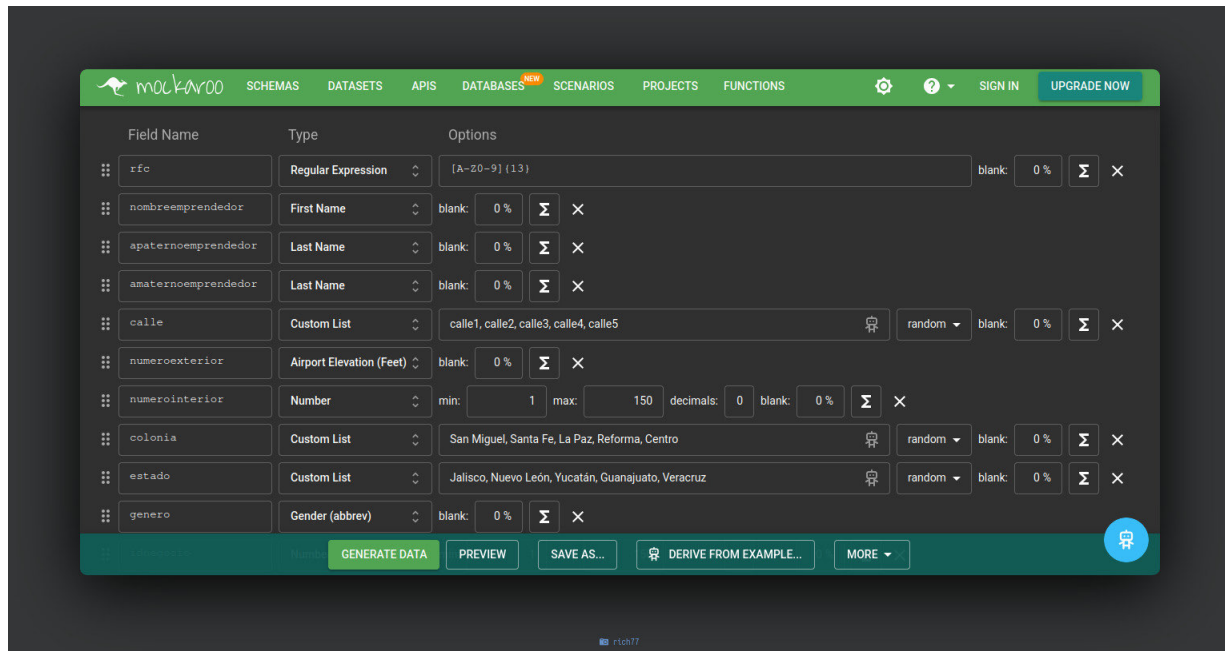 mockaroo SCHEMAS DATASETS APIS DATABASES NEW SCENARIOS PROJECTS FUNCTIONS SIGN IN UPGRADE NOW
Field Name Type Options
rfc Regular Expression [A-Z0-9]{13} blank: 0 % Σ
nombreemprendedor First Name blank: 0 % Σ
apaternoemprendedor Last Name blank: 0 % Σ
amaternoemprendedor Last Name blank: 0 % Σ
calle Custom List calle1, calle2, calle3, calle4, calle5 random blank: 0 % Σ
numeroexterior Airport Elevation (Feet) blank: 0 % Σ
numerointerior Number min: 1 max: 150 decimals: 0 blank: 0 % Σ
colonia Custom List San Miguel, Santa Fe, La Paz, Reforma, Centro random blank: 0 % Σ
estado Custom List Jalisco, Nuevo León, Yucatán, Guanajuato, Veracruz random blank: 0 % Σ
genero Gender (abbrev) blank: 0 % Σ
GENERATE DATA PREVIEW SAVE AS... DERIVE FROM EXAMPLE... MORE
rich77